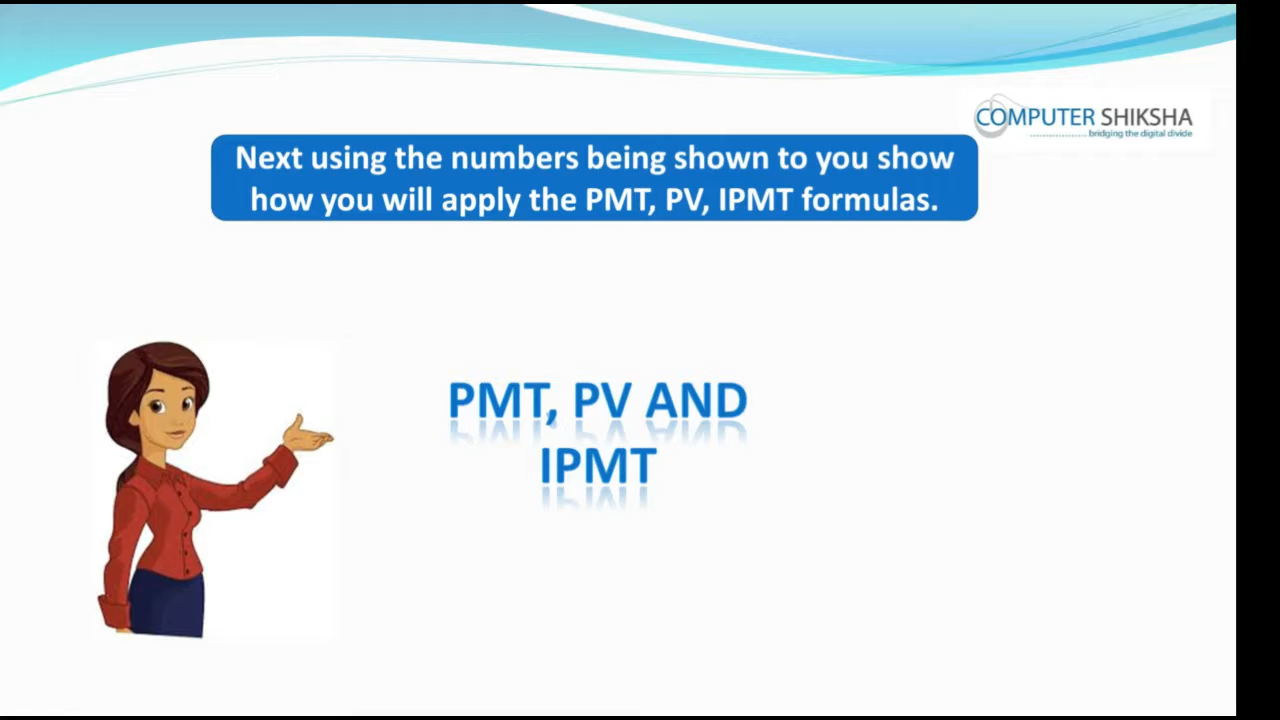 COMPUTER SHIKSHA
bridging the digital divide
Next using the numbers being shown to you show
how you will apply the PMT, PV, IPMT formulas.
PMT, PV AND
IPMT